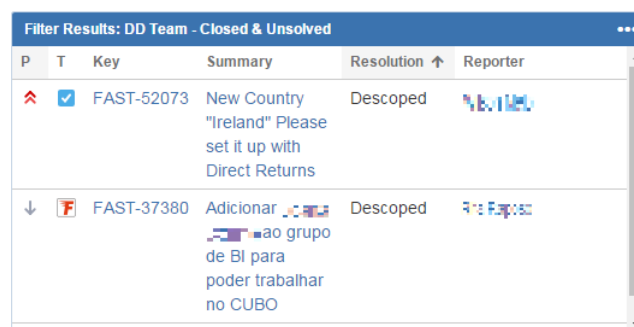 Filter Results: DD Team - Closed & Unsolved
P T Key Summary Resolution Reporter
FAST-52073 New Country Descoped
"Ireland" Please
set it up with
Direct Returns
FAST-37380 Adicionar Descoped
ao grupo
de BI para
poder trabalhar
no CUBO